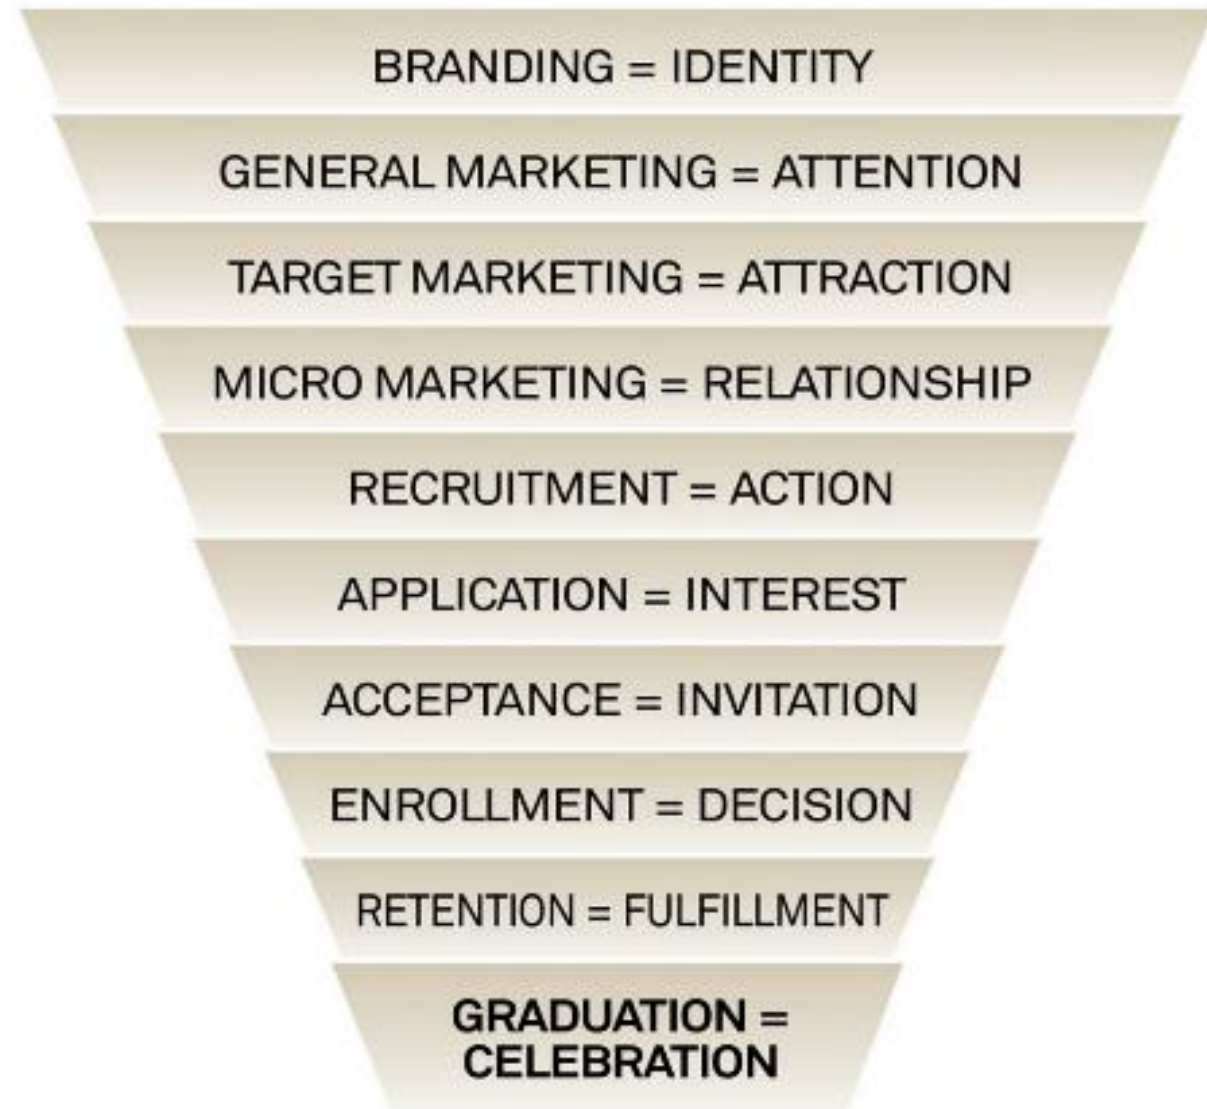 BRANDING = IDENTITY
GENERAL MARKETING = ATTENTION
TARGET MARKETING = ATTRACTION
MICRO MARKETING = RELATIONSHIP
RECRUITMENT = ACTION
APPLICATION = INTEREST
ACCEPTANCE = INVITATION
ENROLLMENT = DECISION
RETENTION = FULFILLMENT
GRADUATION =
CELEBRATION